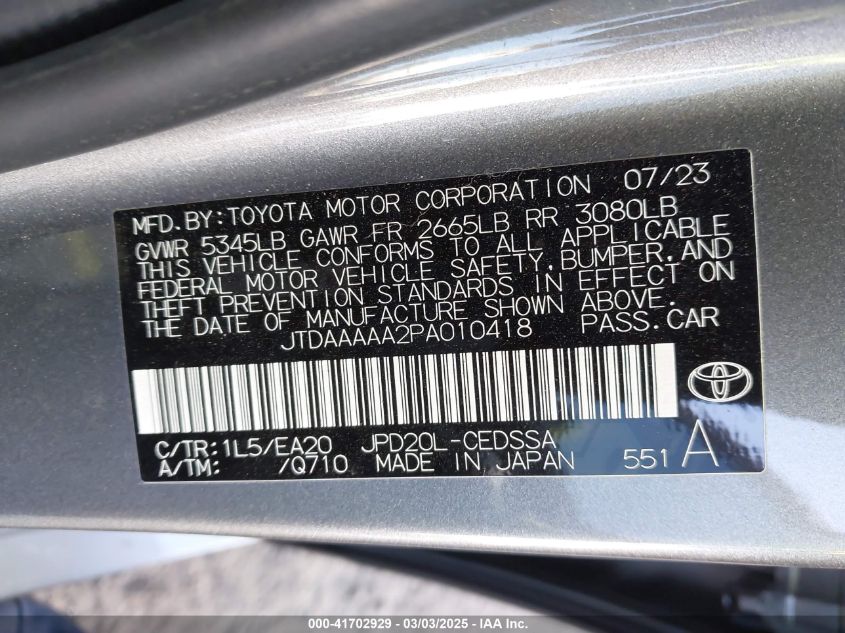 MFD.BY:TOYOTA MOTOR CORPORATION 07/23
GVWR 5345LB GAWR FR 2665LB RR 3080LB
THIS VEHICLE CONFORMS TO ALL APPLICABLE
FEDERAL MOTOR VEHICLE SAFETY,BUMPER,AND
THEFT PREVENTION STANDARDS IN EFFECT ON
THE DATE OF MANUFACTURE SHOWN ABOVE.
JTDAAAAA2PA010418 PASS.CAR
C/TR:1L5/EA20 JPD20L-CEDSSA
A/TM: /Q710 MADE IN JAPAN 551 A
000-41702929 - 03/03/2025 - IAA Inc.